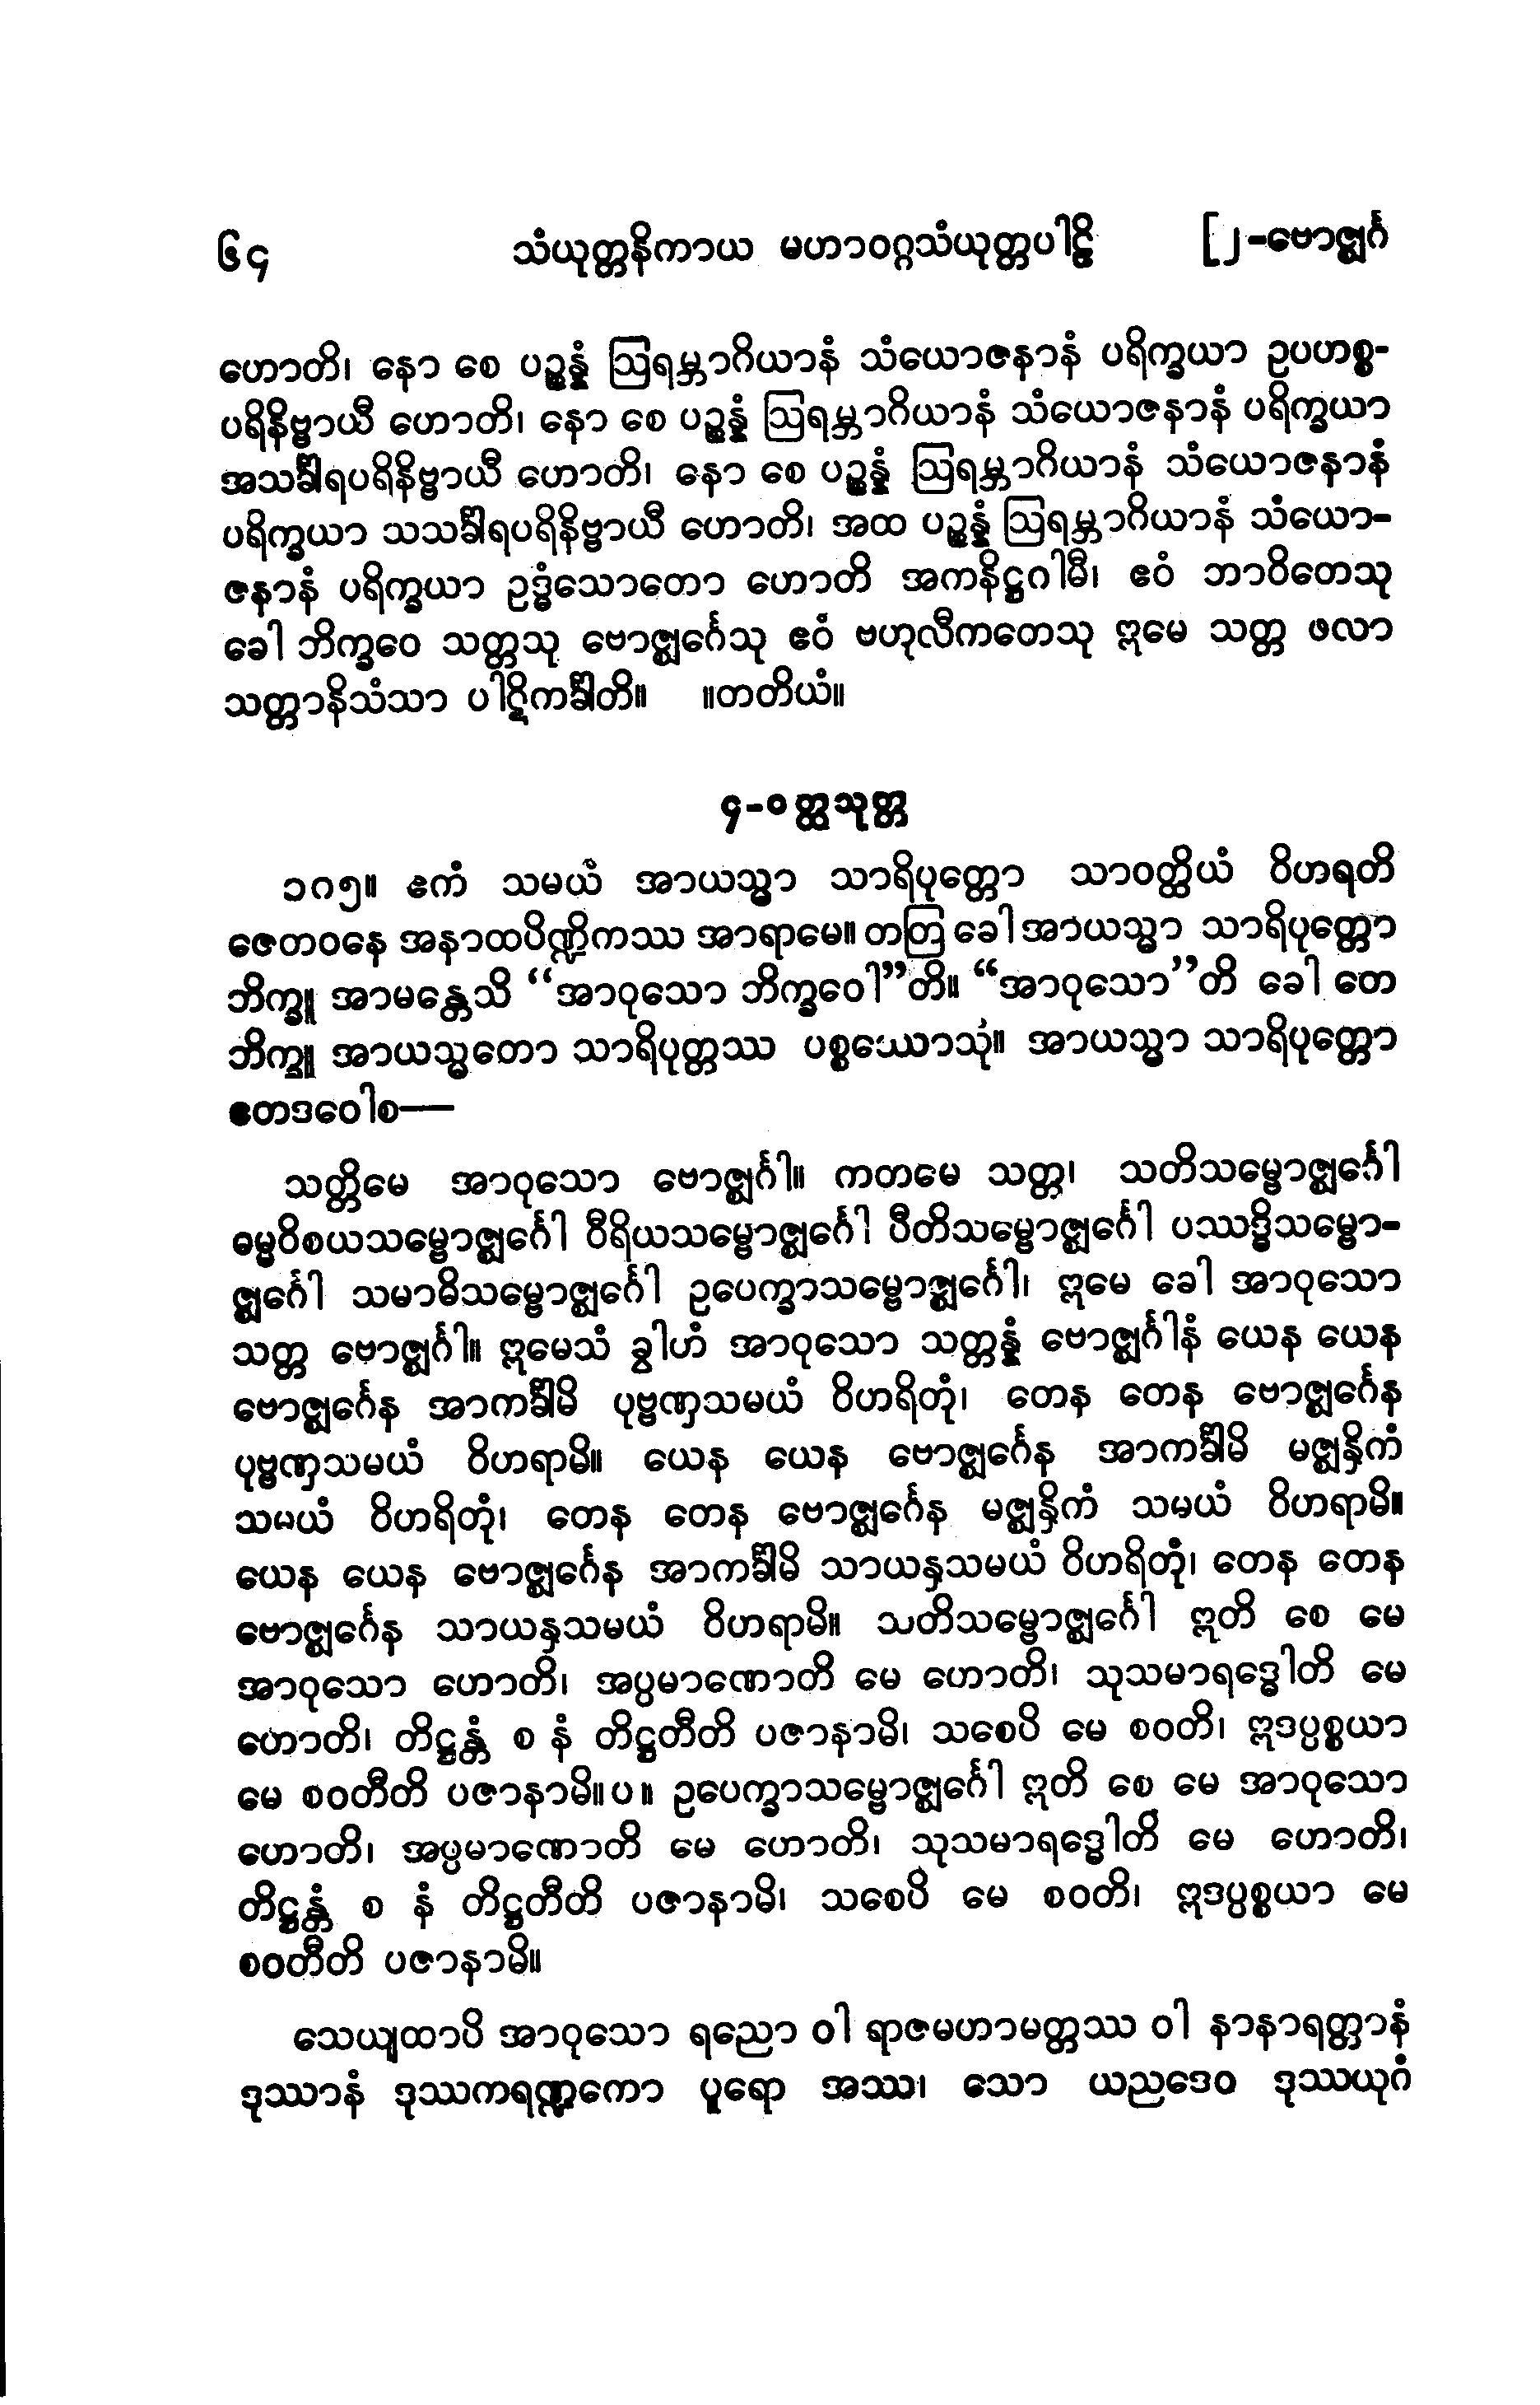 ၆၄ သံယုတ္တနိကာယ မဟာဝဂ္ဂသံယုတ္တပါဠိ [၂-ဗောဇ္ဈင်္ဂ
ဟောတိ၊ နော စေ ပဉ္စန္နံ ဩရမ္ဘာဂိယာနံ သံယောဇနာနံ ပရိက္ခယာ ဥပဟစ္စ-
ပရိနိဗ္ဗာယီ ဟောတိ၊ နော စေ ပဉ္စန္နံ ဩရမ္ဘာဂိယာနံ သံယောဇနာနံ ပရိက္ခယာ
အသင်္ခါရပရိနိဗ္ဗာယီ ဟောတိ၊ နော စေ ပဉ္စန္နံ ဩရမ္ဘာဂိယာနံ သံယောဇနာနံ
ပရိက္ခယာ သသင်္ခါရပရိနိဗ္ဗာယီ ဟောတိ၊ အထ ပဉ္စန္နံ ဩရမ္ဘာဂိယာနံ သံယော-
ဇနာနံ ပရိက္ခယာ ဥဒ္ဓံသောတော ဟောတိ အကနိဋ္ဌဂါမီ၊ ဧဝံ ဘာဝိတေသု
ခေါ ဘိက္ခဝေ သတ္တသု ဗောဇ္ဈင်္ဂေသု ဧဝံ ဗဟုလီကတေသု ဣမေ သတ္တ ဖလာ
သတ္တာနိသံသာ ပါဋိကင်္ခါတိ။ ။တတိယံ။
၄-ဝတ္ထသုတ္တ
၁၈၅။ ဧကံ သမယံ အာယသ္မာ သာရိပုတ္တော သာဝတ္ထိယံ ဝိဟရတိ
ဇေတဝနေ အနာထပိဏ္ဍိကဿ အာရာမေ။ တတြ ခေါ အာယသ္မာ သာရိပုတ္တော
ဘိက္ခူ အာမန္တေသိ “အာဝုသော ဘိက္ခဝေါ”တိ။ “အာဝုသော”တိ ခေါ တေ
ဘိက္ခူ အာယသ္မတော သာရိပုတ္တဿ ပစ္စဿောသုံ။ အာယသ္မာ သာရိပုတ္တော
ဧတဒဝေါစ—
သတ္တိမေ အာဝုသော ဗောဇ္ဈင်္ဂါ။ ကတမေ သတ္တ၊ သတိသမ္ဗောဇ္ဈင်္ဂေါ
ဓမ္မဝိစယသမ္ဗောဇ္ဈင်္ဂေါ ဝီရိယသမ္ဗောဇ္ဈင်္ဂေါ ပီတိသမ္ဗောဇ္ဈင်္ဂေါ ပဿဒ္ဓိသမ္ဗော-
ဇ္ဈင်္ဂေါ သမာဓိသမ္ဗောဇ္ဈင်္ဂေါ ဥပေက္ခာသမ္ဗောဇ္ဈင်္ဂေါ၊ ဣမေ ခေါ အာဝုသော
သတ္တ ဗောဇ္ဈင်္ဂါ။ ဣမေသံ ခွါဟံ အာဝုသော သတ္တန္နံ ဗောဇ္ဈင်္ဂါနံ ယေန ယေန
ဗောဇ္ဈင်္ဂေန အာကင်္ခါမိ ပုဗ္ဗဏှသမယံ ဝိဟရိတုံ၊ တေန တေန ဗောဇ္ဈင်္ဂေန
ပုဗ္ဗဏှသမယံ ဝိဟရာမိ။ ယေန ယေန ဗောဇ္ဈင်္ဂေန အာကင်္ခါမိ မဇ္ဈနှိကံ
သမယံ ဝိဟရိတုံ၊ တေန တေန ဗောဇ္ဈင်္ဂေန မဇ္ဈနှိကံ သမယံ ဝိဟရာမိ။
ယေန ယေန ဗောဇ္ဈင်္ဂေန အာကင်္ခါမိ သာယနှသမယံ ဝိဟရိတုံ၊ တေန တေန
ဗောဇ္ဈင်္ဂေန သာယနှသမယံ ဝိဟရာမိ။ သတိသမ္ဗောဇ္ဈင်္ဂေါ ဣတိ စေ မေ
အာဝုသော ဟောတိ၊ အပ္ပမာဏောတိ မေ ဟောတိ၊ သုသမာရဒ္ဓေါတိ မေ
ဟောတိ၊ တိဋ္ဌန္တံ စ နံ တိဋ္ဌတီတိ ပဇာနာမိ၊ သစေပိ မေ စဝတိ၊ ဣဒပ္ပစ္စယာ
မေ စဝတီတိ ပဇာနာမိ။ပ။ ဥပေက္ခာသမ္ဗောဇ္ဈင်္ဂေါ ဣတိ စေ မေ အာဝုသော
ဟောတိ၊ အပ္ပမာဏောတိ မေ ဟောတိ၊ သုသမာရဒ္ဓေါတိ မေ ဟောတိ၊
တိဋ္ဌန္တံ စ နံ တိဋ္ဌတီတိ ပဇာနာမိ၊ သစေပိ မေ စဝတိ၊ ဣဒပ္ပစ္စယာ မေ
စဝတီတိ ပဇာနာမိ။
သေယျထာပိ အာဝုသော ရညော ဝါ ရာဇမဟာမတ္တဿ ဝါ နာနာရတ္တာနံ
ဒုဿာနံ ဒုဿကရဏ္ဍကော ပူရော အဿ၊ သော ယညဒေဝ ဒုဿယုဂံ